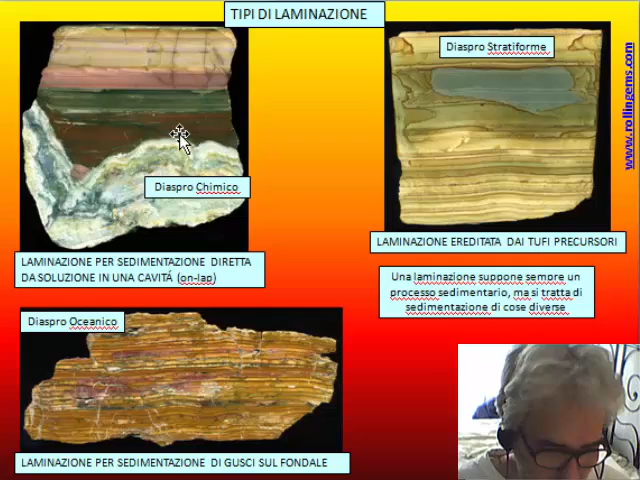 TIPI DI LAMINAZIONE
Diaspro Stratiforme
www.rollingems.com
Diaspro Chimico
LAMINAZIONE EREDITATA DAI TUFI PRECURSORI
LAMINAZIONE PER SEDIMENTAZIONE DIRETTA
DA SOLUZIONE IN UNA CAVITÁ (on-lap)
Una laminazione suppone sempre un
processo sedimentario, ma si tratta di
sedimentazione di cose diverse
Diaspro Oceanico
LAMINAZIONE PER SEDIMENTAZIONE DI GUSCI SUL FONDALE